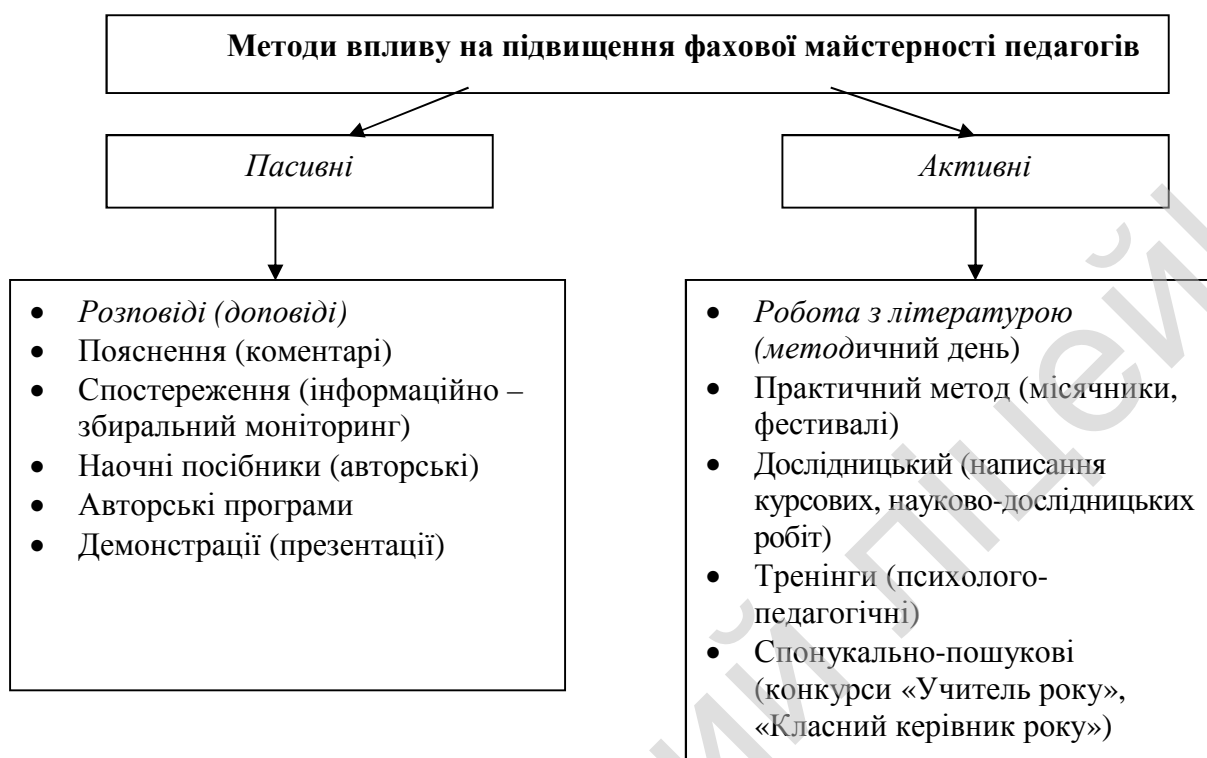 Методи впливу на підвищення фахової майстерності педагогів
Пасивні
Активні
• Розповіді (доповіді)
• Пояснення (коментарі)
• Спостереження (інформаційно –
збиральний моніторинг)
• Наочні посібники (авторські)
• Авторські програми
• Демонстрації (презентації)
• Робота з літературою
(методичний день)
• Практичний метод (місячники,
фестивалі)
• Дослідницький (написання
курсових, науково-дослідницьких
робіт)
• Тренінги (психолого-
педагогічні)
• Спонукально-пошукові
(конкурси «Учитель року»,
«Класний керівник року»)
ий ліцей